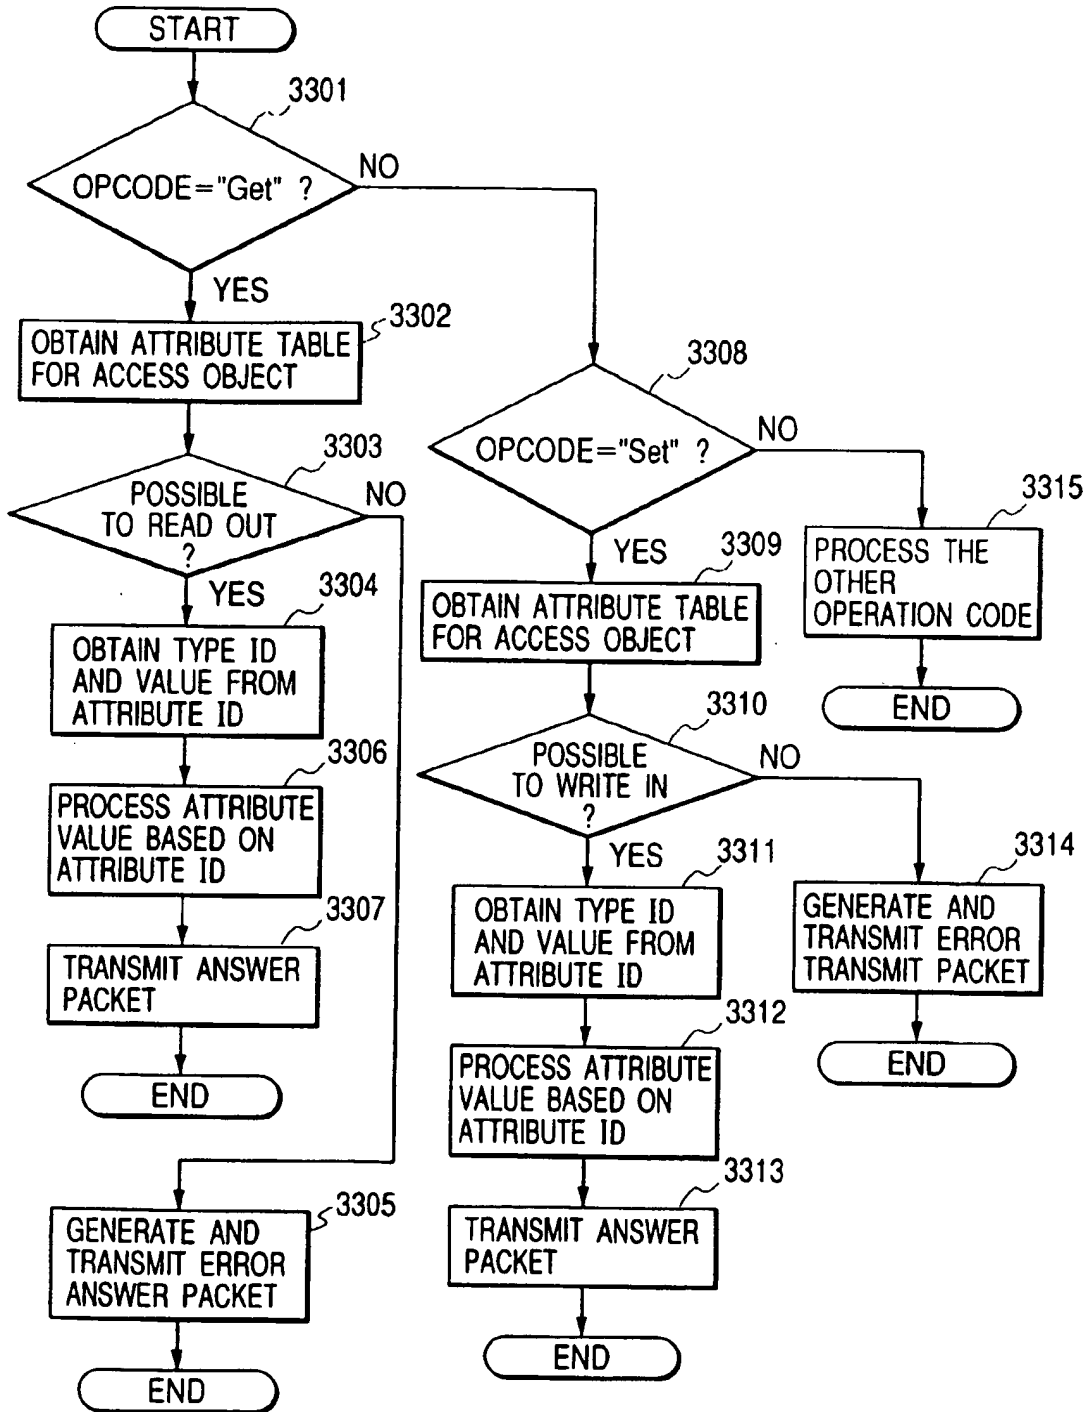 START
3301
OPCODE="Get" ?
NO
YES
3302
OBTAIN ATTRIBUTE TABLE
FOR ACCESS OBJECT
3303
POSSIBLE
TO READ OUT
?
NO
YES
3304
OBTAIN TYPE ID
AND VALUE FROM
ATTRIBUTE ID
3306
PROCESS ATTRIBUTE
VALUE BASED ON
ATTRIBUTE ID
3307
TRANSMIT ANSWER
PACKET
END
3305
GENERATE AND
TRANSMIT ERROR
ANSWER PACKET
END
3308
OPCODE="Set" ?
NO
YES
3309
OBTAIN ATTRIBUTE TABLE
FOR ACCESS OBJECT
3310
POSSIBLE
TO WRITE IN
?
NO
YES
3311
OBTAIN TYPE ID
AND VALUE FROM
ATTRIBUTE ID
3312
PROCESS ATTRIBUTE
VALUE BASED ON
ATTRIBUTE ID
3313
TRANSMIT ANSWER
PACKET
END
3315
PROCESS THE
OTHER
OPERATION CODE
END
3314
GENERATE AND
TRANSMIT ERROR
TRANSMIT PACKET
END